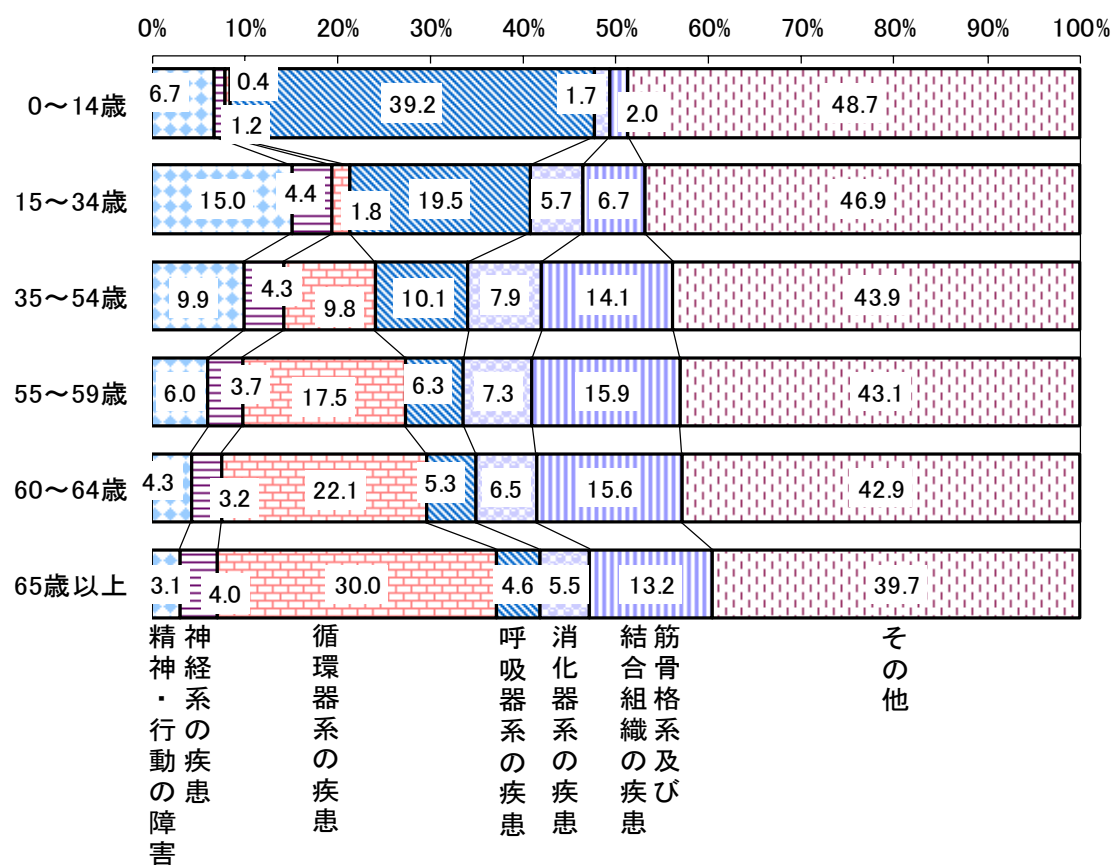 0% 10% 20% 30% 40% 50% 60% 70% 80% 90% 100%
0～14歳 6.7 1.2 0.4 39.2 1.7 2.0 48.7
15～34歳 15.0 4.4 1.8 19.5 5.7 6.7 46.9
35～54歳 9.9 4.3 9.8 10.1 7.9 14.1 43.9
55～59歳 6.0 3.7 17.5 6.3 7.3 15.9 43.1
60～64歳 4.3 3.2 22.1 5.3 6.5 15.6 42.9
65歳以上 3.1 4.0 30.0 4.6 5.5 13.2 39.7
精神・行動の障害
神経系の疾患
循環器系の疾患
呼吸器系の疾患
消化器系の疾患
筋骨格系及び
結合組織の疾患
その他